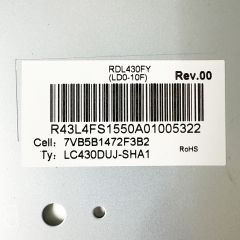 RDL430FY
(LD0-10F)
Rev.00
R43L4FS1550A01005322
Cell: 7VB5B1472F3B2
Ty: LC430DUJ-SHA1
RoHS